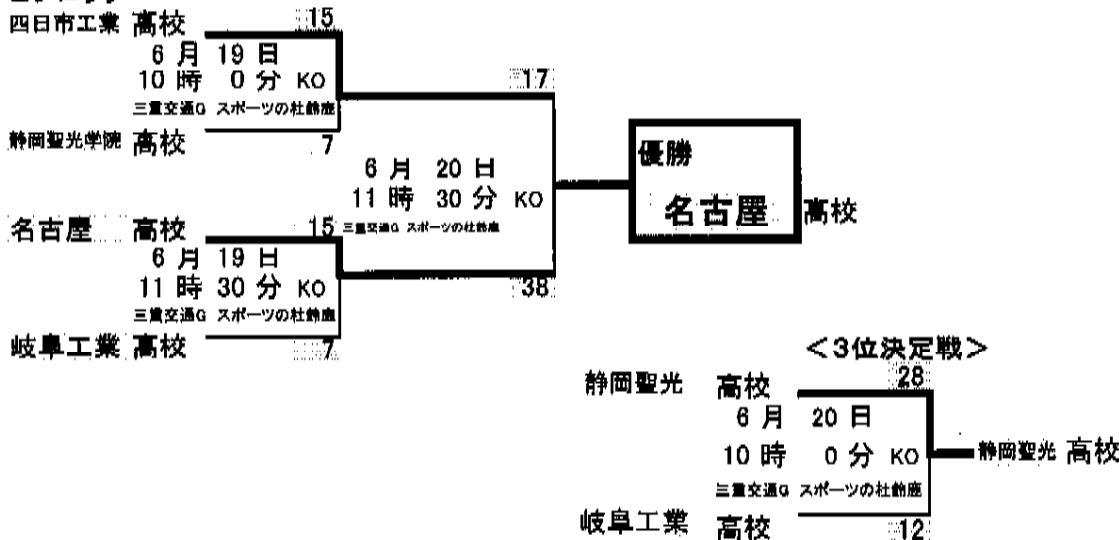 四日市工業 高校 15
6 月 19 日
10 時 0 分 KO
三重交通G スポーツの杜鈴鹿
静岡聖光学院 高校 7
17
6 月 20 日
11 時 30 分 KO
三重交通G スポーツの杜鈴鹿
優勝
名古屋 高校
名古屋 高校 15
6 月 19 日
11 時 30 分 KO
三重交通G スポーツの杜鈴鹿
岐阜工業 高校 7
38
＜3位決定戦＞
静岡聖光 高校 28
6 月 20 日
10 時 0 分 KO
三重交通G スポーツの杜鈴鹿
静岡聖光 高校
岐阜工業 高校 12